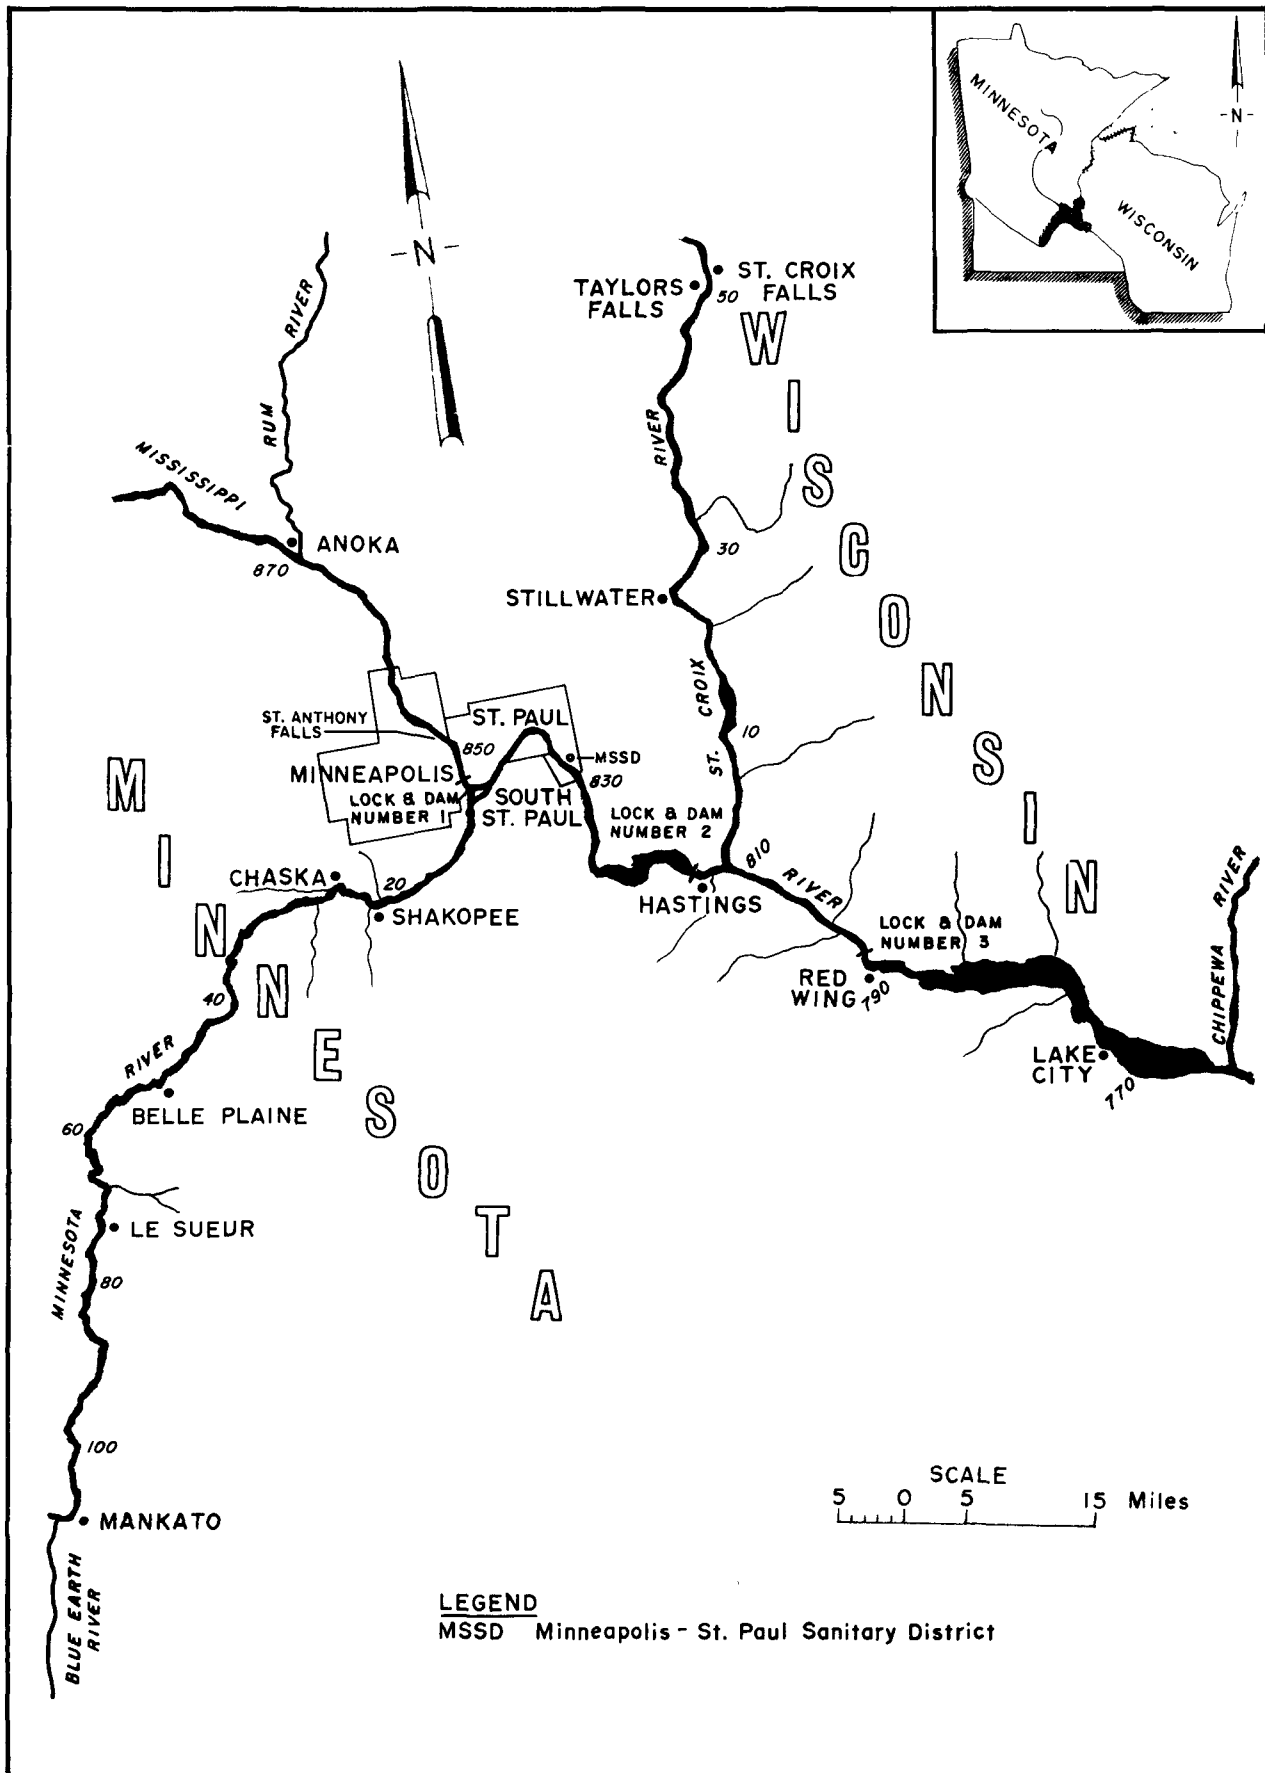 MINNESOTA
WISCONSIN
-N-
-N-
RUM RIVER
MISSISSIPPI
ANOKA
870
TAYLORS
FALLS
ST. CROIX
FALLS
50
RIVER
30
STILLWATER
CROIX
ST.
10
WISCONSIN
ST. ANTHONY
FALLS
ST. PAUL
850
MSSD
830
MINNEAPOLIS
LOCK & DAM
NUMBER 1
SOUTH
ST. PAUL
LOCK & DAM
NUMBER 2
810
RIVER
HASTINGS
CHASKA
20
SHAKOPEE
LOCK & DAM
NUMBER 3
RED
WING
790
LAKE
CITY
770
CHIPPEWA RIVER
MINNESOTA
40
RIVER
BELLE PLAINE
60
LE SUEUR
MINNESOTA
80
100
MANKATO
BLUE EARTH
RIVER
SCALE
5 0 5 15 Miles
LEGEND
MSSD Minneapolis - St. Paul Sanitary District